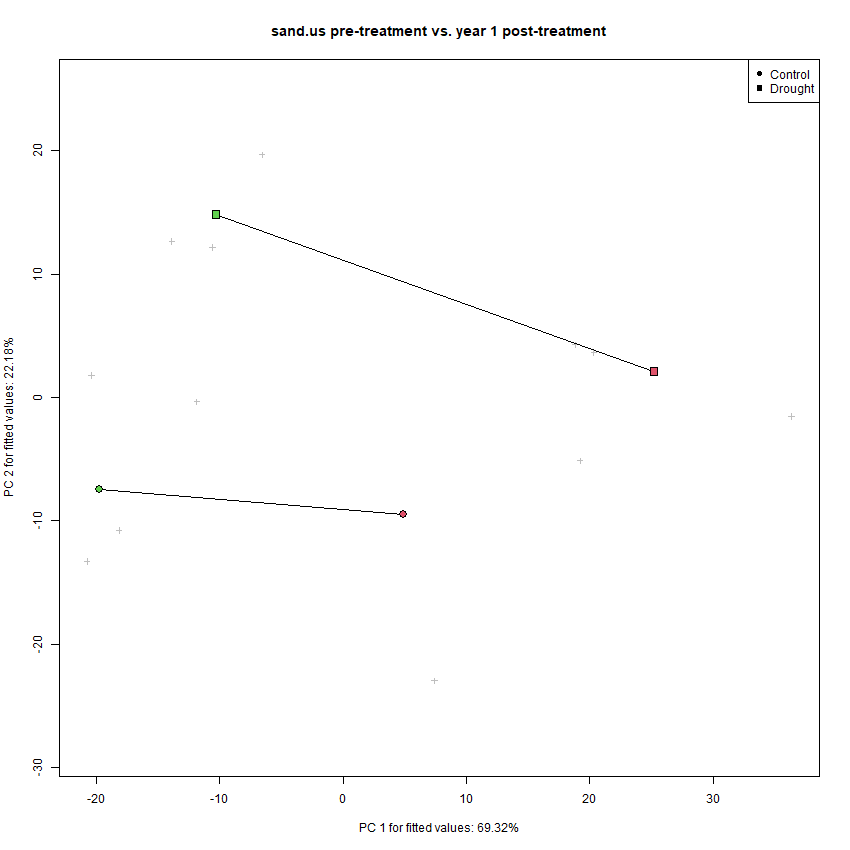 sand.us pre-treatment vs. year 1 post-treatment
Control
Drought
PC 2 for fitted values: 22.18%
20
10
0
-10
-20
-30
-20
-10
0
10
20
30
PC 1 for fitted values: 69.32%